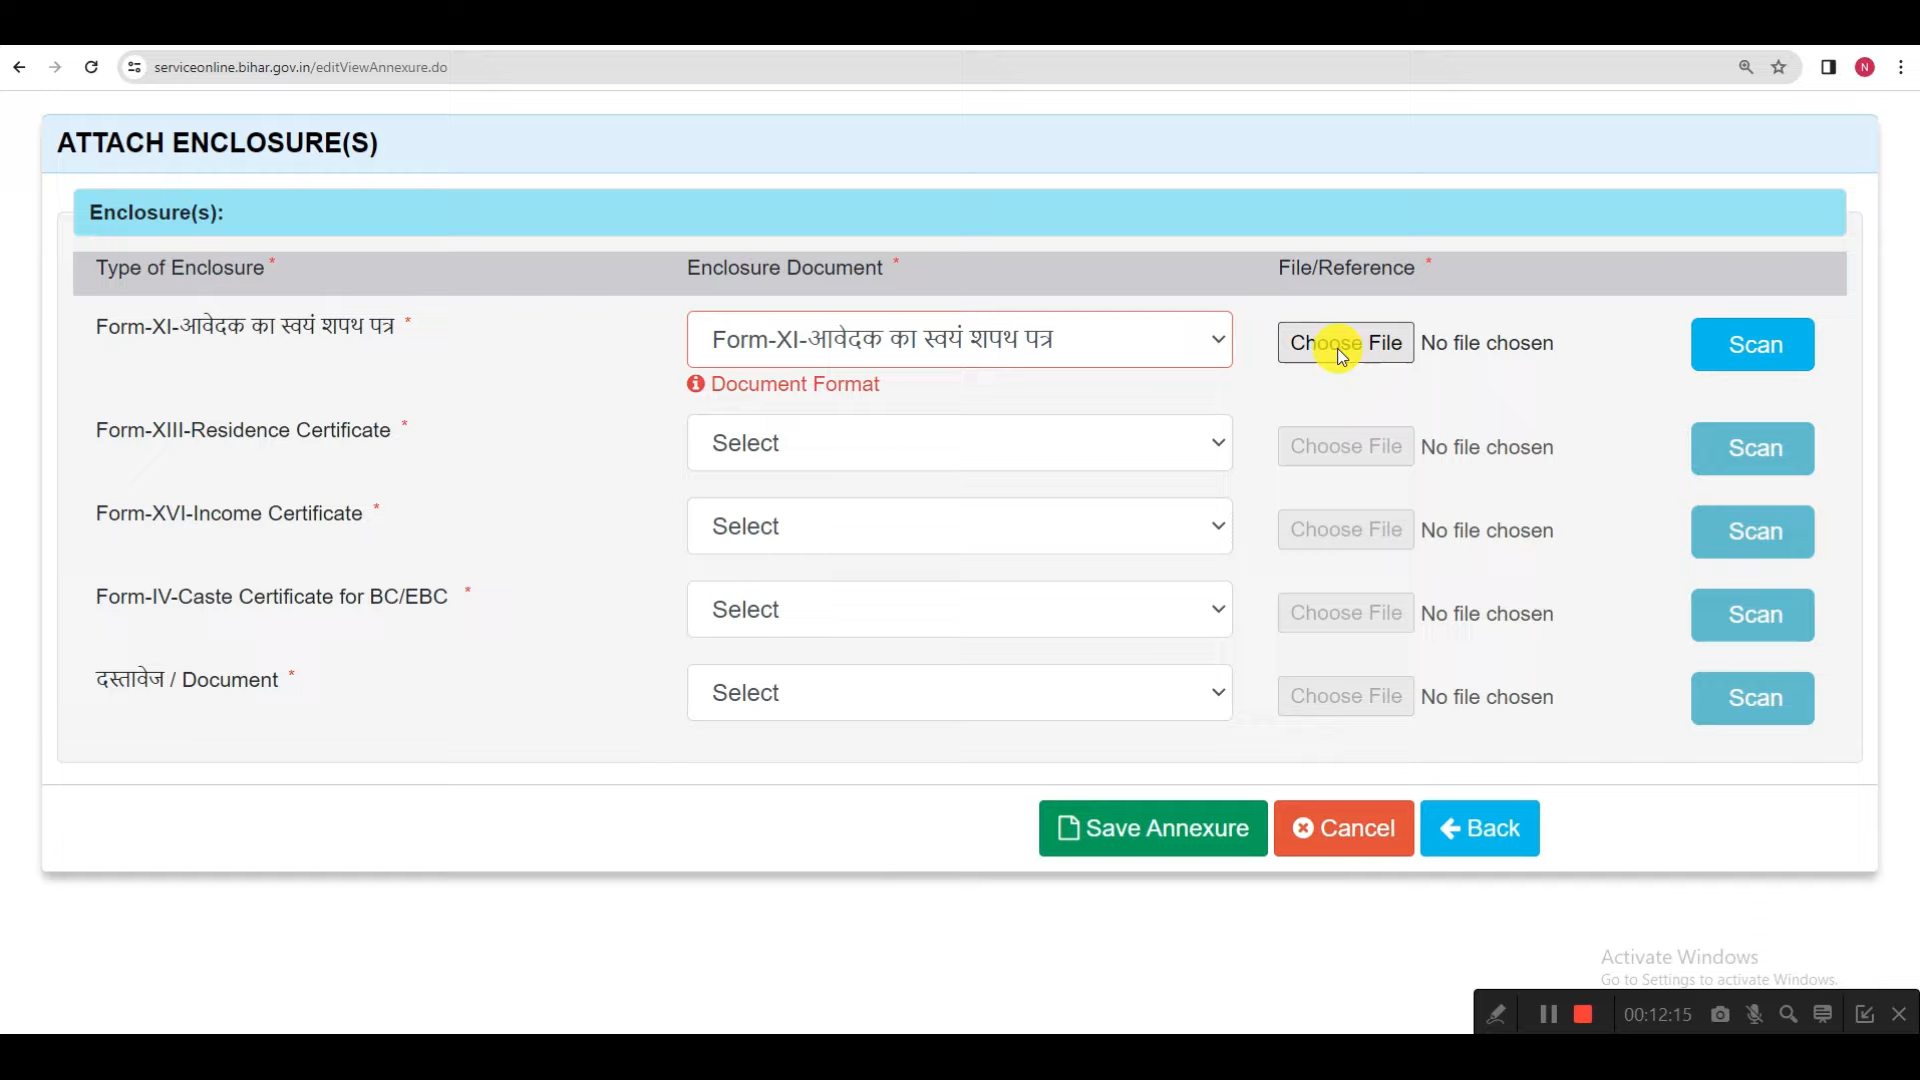 serviceonline.bihar.gov.in/editViewAnnexure.do
N
ATTACH ENCLOSURE(S)
Enclosure(s):
Type of Enclosure * Enclosure Document * File/Reference *
Form-XI-आवेदक का स्वयं शपथ पत्र * Form-XI-आवेदक का स्वयं शपथ पत्र Choose File No file chosen Scan
Document Format
Form-XIII-Residence Certificate * Select Choose File No file chosen Scan
Form-XVI-Income Certificate * Select Choose File No file chosen Scan
Form-IV-Caste Certificate for BC/EBC * Select Choose File No file chosen Scan
दस्तावेज / Document * Select Choose File No file chosen Scan
Save Annexure Cancel Back
Activate Windows
Go to Settings to activate Windows.
00:12:15